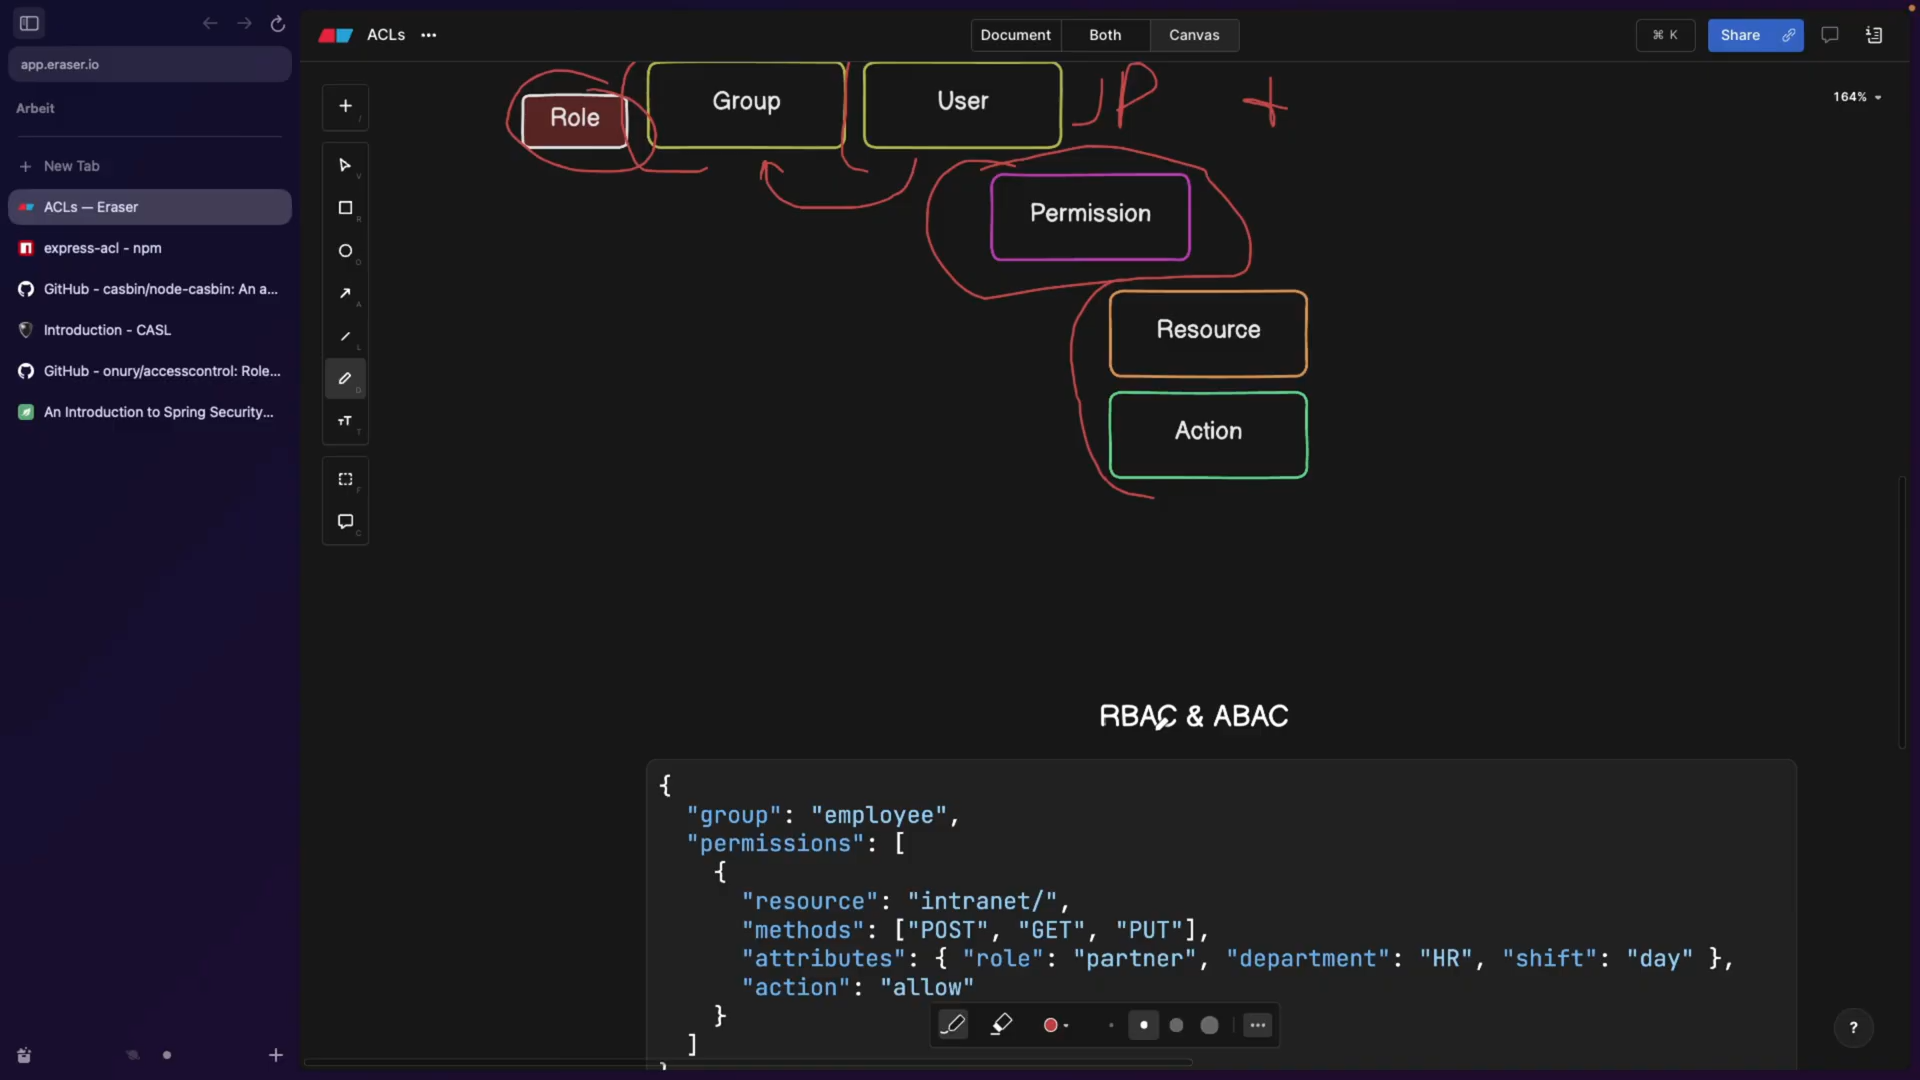 ACLs
Document
Both
Canvas
⌘ K
Share
app.eraser.io
Arbeit
New Tab
ACLs — Eraser
express-acl - npm
GitHub - casbin/node-casbin: An a...
Introduction - CASL
GitHub - onury/accesscontrol: Role...
An Introduction to Spring Security...
164%
Role
Group
User
JP +
Permission
Resource
Action
RBAC & ABAC
{
"group": "employee",
"permissions": [
{
"resource": "intranet/",
"methods": ["POST", "GET", "PUT"],
"attributes": { "role": "partner", "department": "HR", "shift": "day" },
"action": "allow"
}
]
?